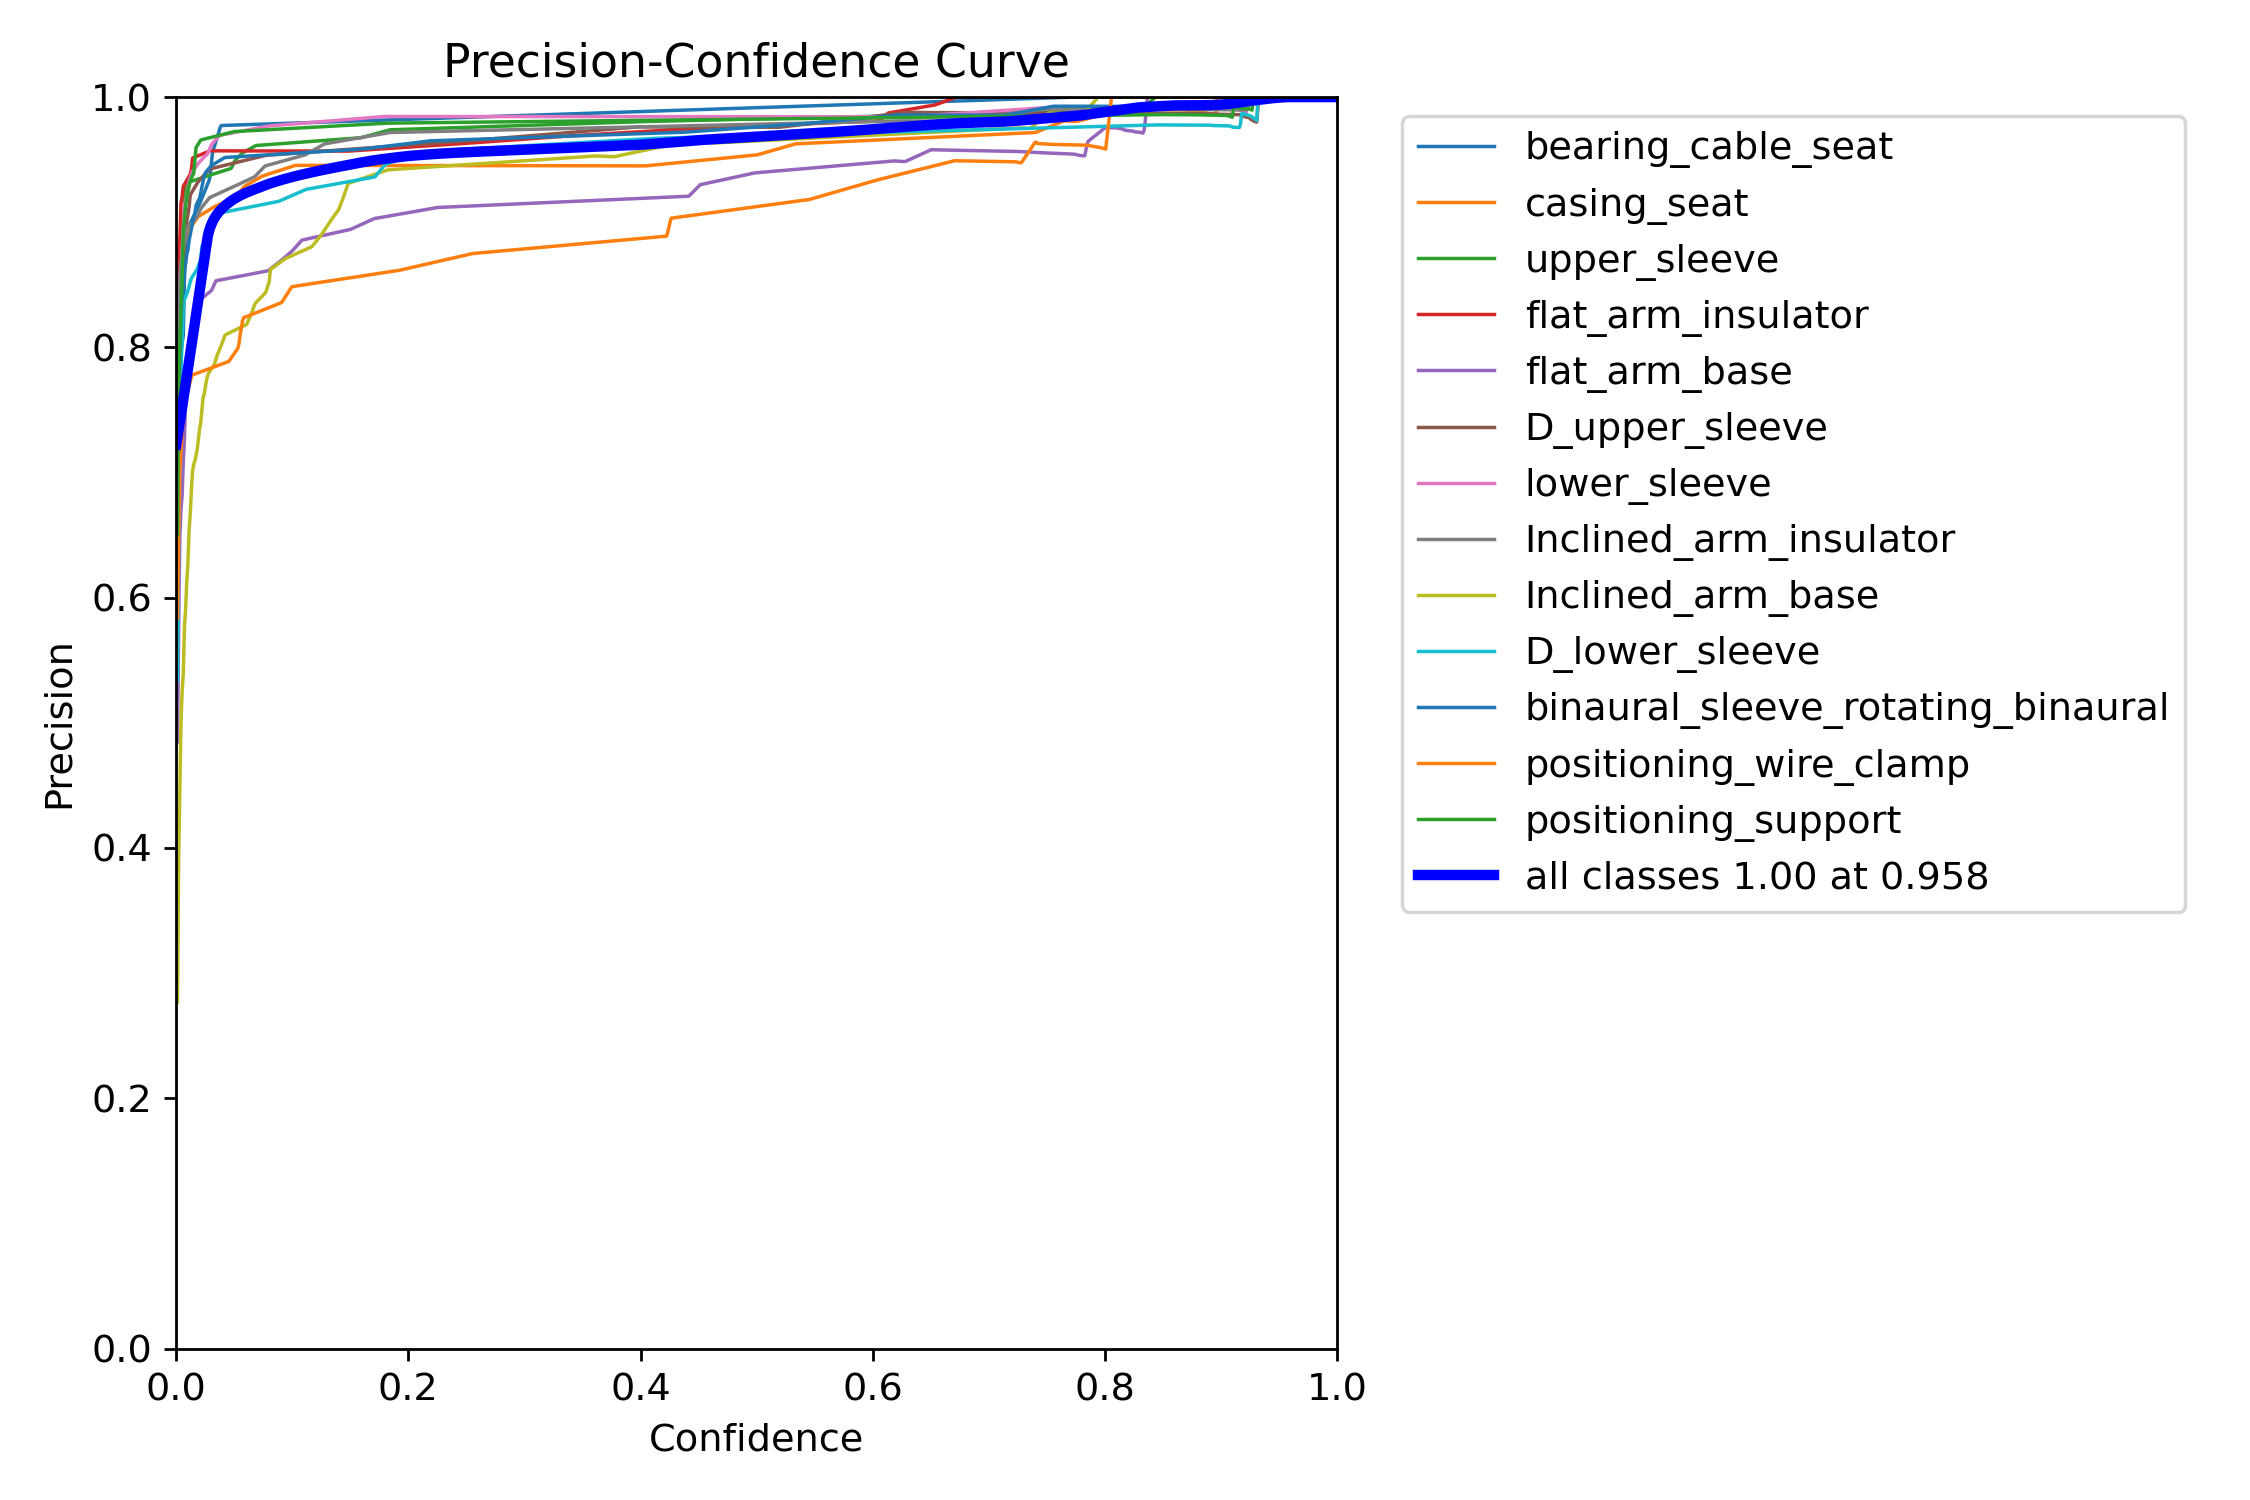 Precision-Confidence Curve
1.0
0.8
0.6
0.4
0.2
0.0
Precision
0.0 0.2 0.4 0.6 0.8 1.0
Confidence
bearing_cable_seat
casing_seat
upper_sleeve
flat_arm_insulator
flat_arm_base
D_upper_sleeve
lower_sleeve
Inclined_arm_insulator
Inclined_arm_base
D_lower_sleeve
binaural_sleeve_rotating_binaural
positioning_wire_clamp
positioning_support
all classes 1.00 at 0.958